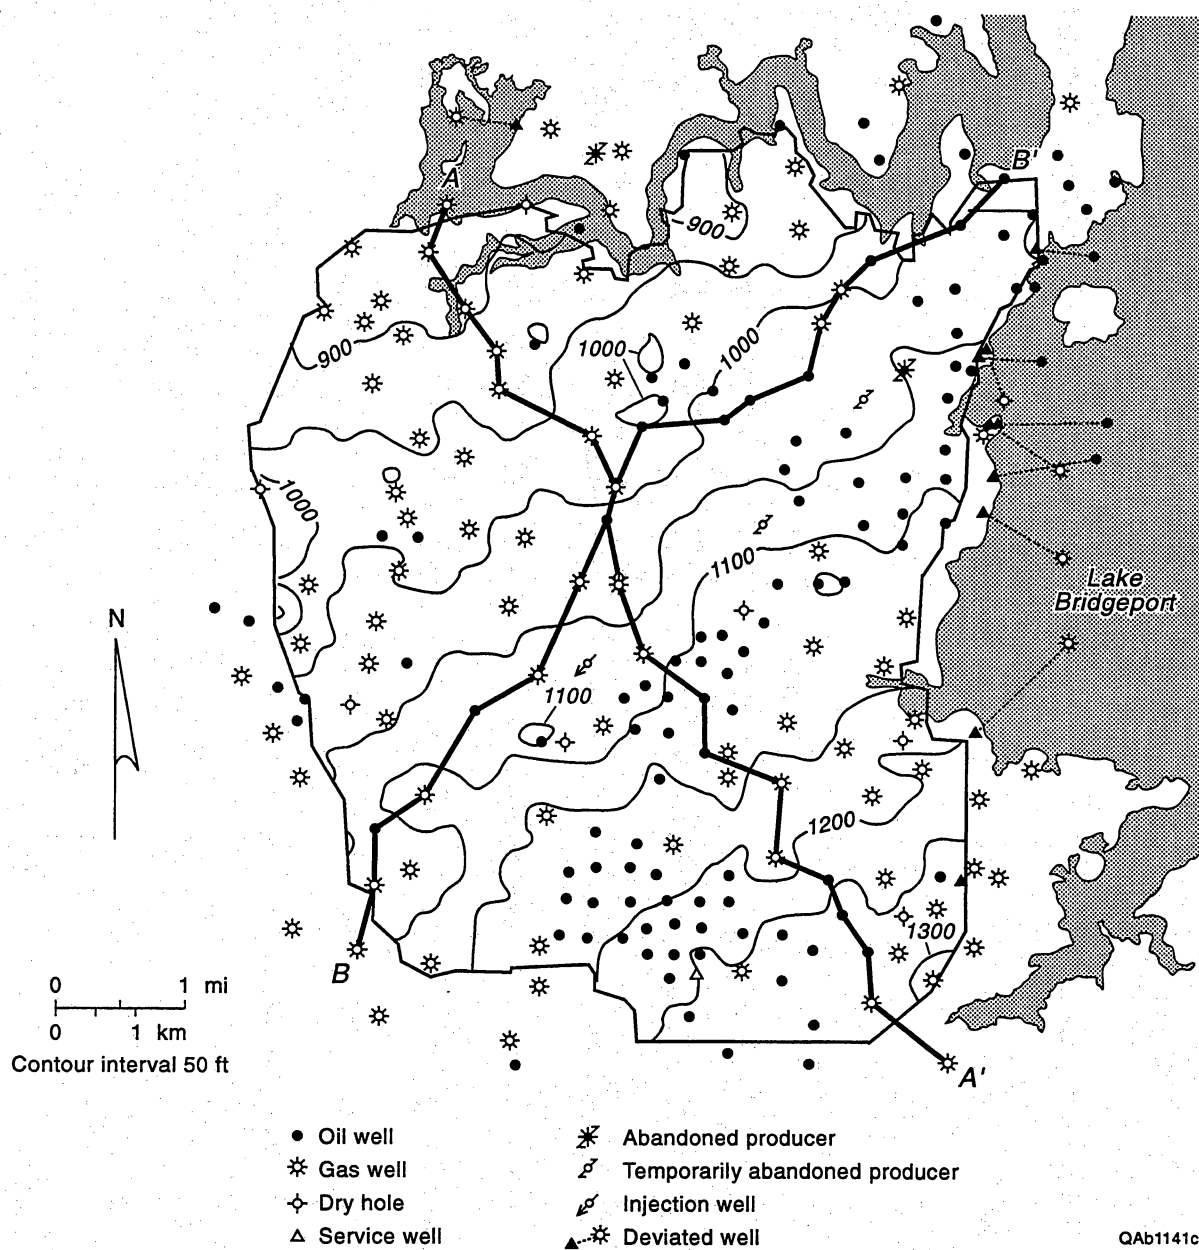 A
B'
900
1000
1000
900
1000
1100
Lake
Bridgeport
N
1100
1200
1300
B
0 1 mi
0 1 km
Contour interval 50 ft
A'
Oil well
Gas well
Dry hole
Service well
Abandoned producer
Temporarily abandoned producer
Injection well
Deviated well
QAb1141c